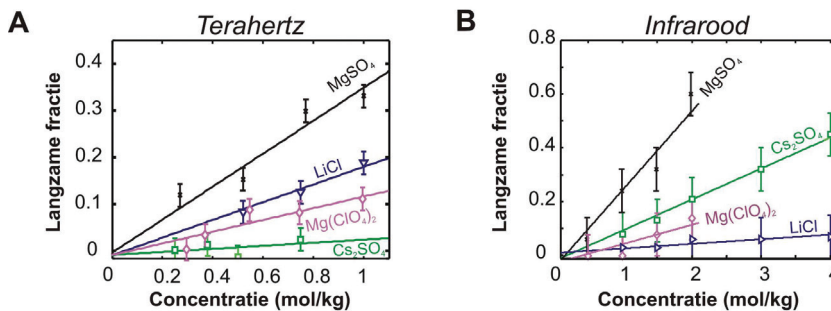 A
Terahertz
Langzame fractie
0.4
0.3
0.2
0.1
0
0
0.4
0.6
0.8
1
MgSO₄
LiCl
Mg(ClO₄)₂
Cs₂SO₄
Concentratie (mol/kg)
B
Infrarood
Langzame fractie
0.8
0.6
0.4
0.2
0
0
1
2
3
4
MgSO₄
Cs₂SO₄
Mg(ClO₄)₂
LiCl
Concentratie (mol/kg)